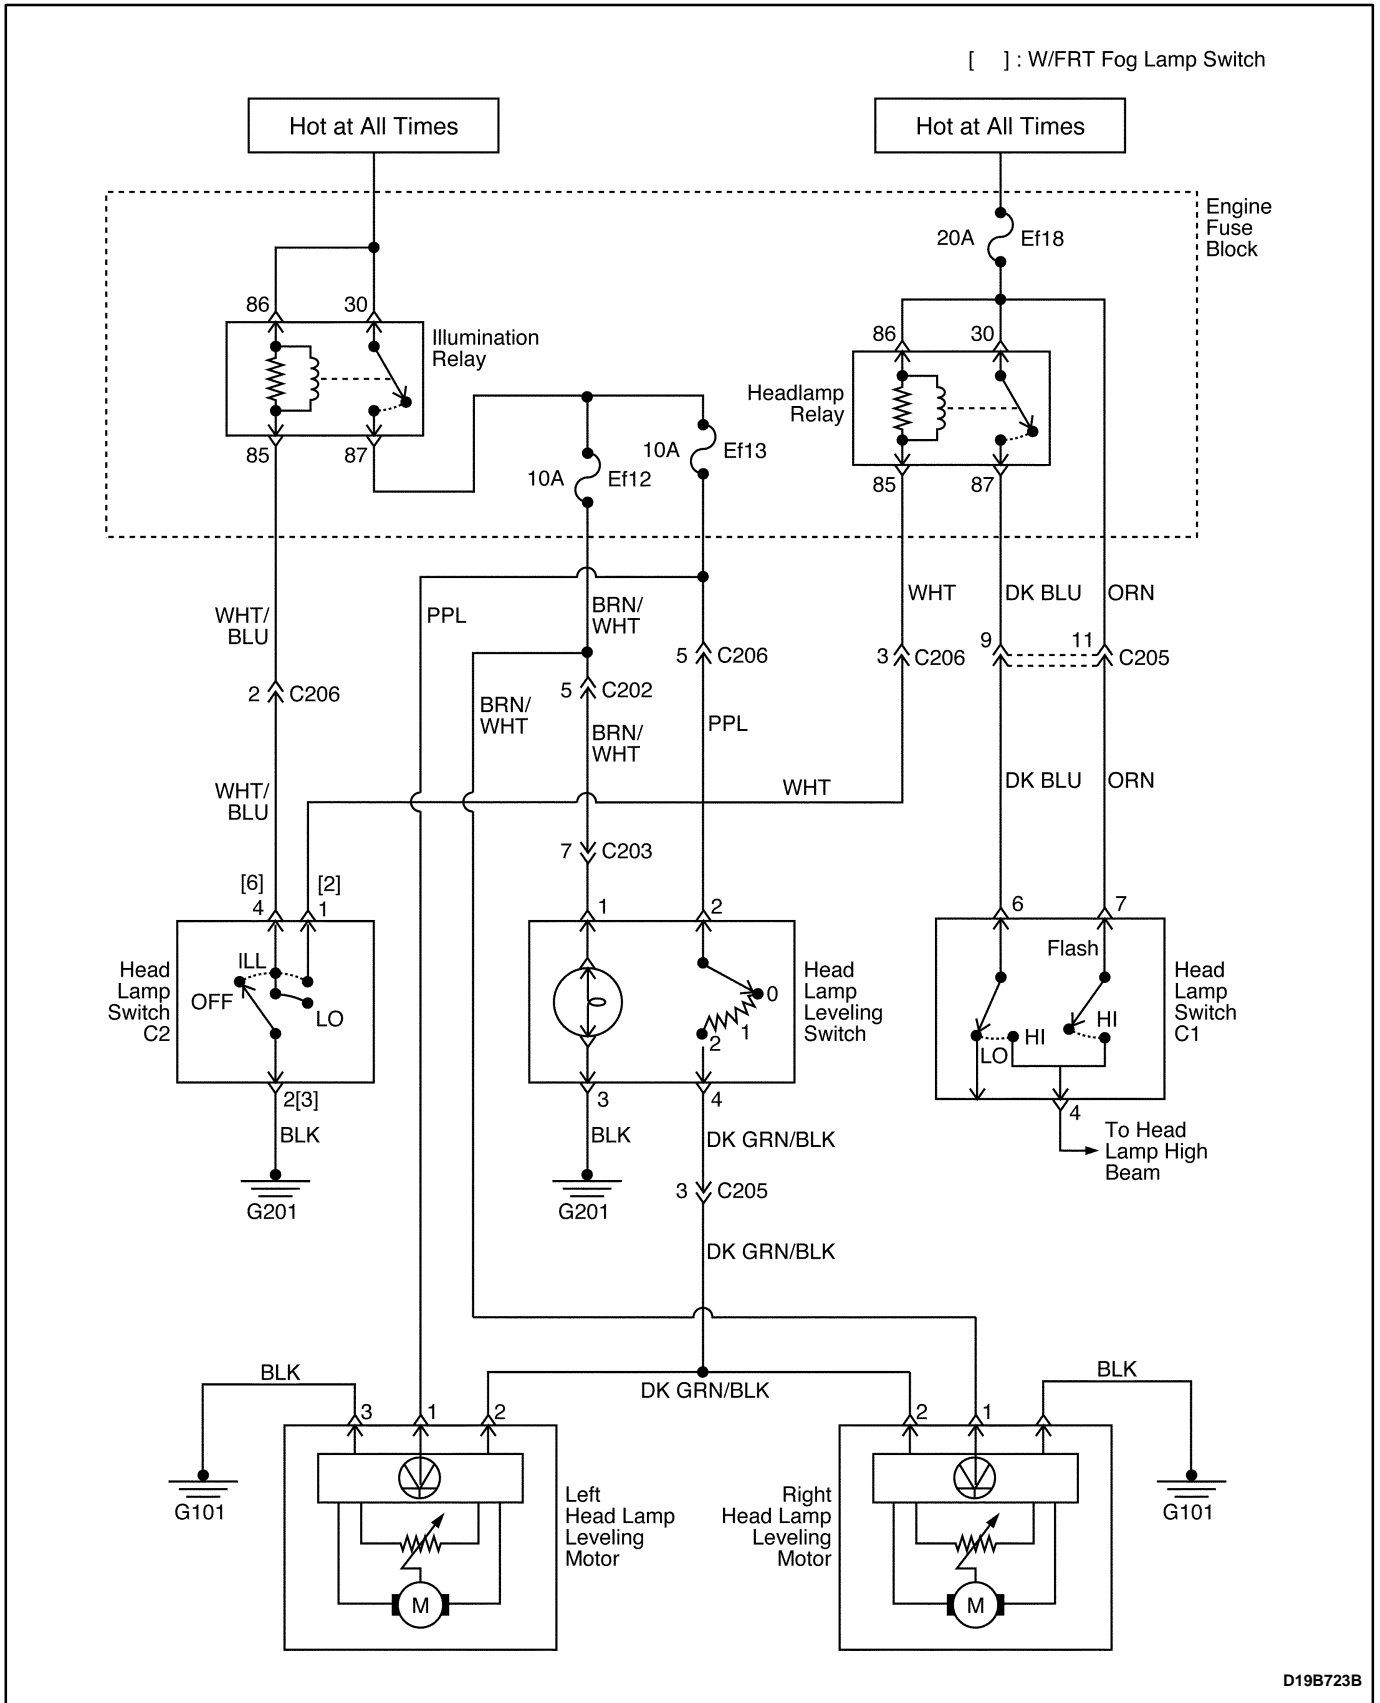 [ ] : W/FRT Fog Lamp Switch
Hot at All Times
Hot at All Times
Engine
Fuse
Block
20A
Ef18
86
30
Illumination
Relay
86
30
Headlamp
Relay
10A
Ef13
10A
Ef12
85
87
85
87
WHT/
BLU
PPL
BRN/
WHT
WHT
DK BLU
ORN
5
C206
3
C206
9
11
C205
2
C206
5
C202
BRN/
WHT
BRN/
WHT
PPL
WHT/
BLU
WHT
DK BLU
ORN
7
C203
[6]
[2]
4
1
1
2
6
7
Head
Lamp
Switch
C2
ILL
OFF
LO
0
1
2
Head
Lamp
Leveling
Switch
Flash
LO
HI
HI
Head
Lamp
Switch
C1
2[3]
3
4
4
BLK
BLK
DK GRN/BLK
To Head
Lamp High
Beam
G201
G201
3
C205
DK GRN/BLK
BLK
DK GRN/BLK
BLK
3
1
2
2
1
G101
G101
Left
Head Lamp
Leveling
Motor
Right
Head Lamp
Leveling
Motor
M
M
D19B723B